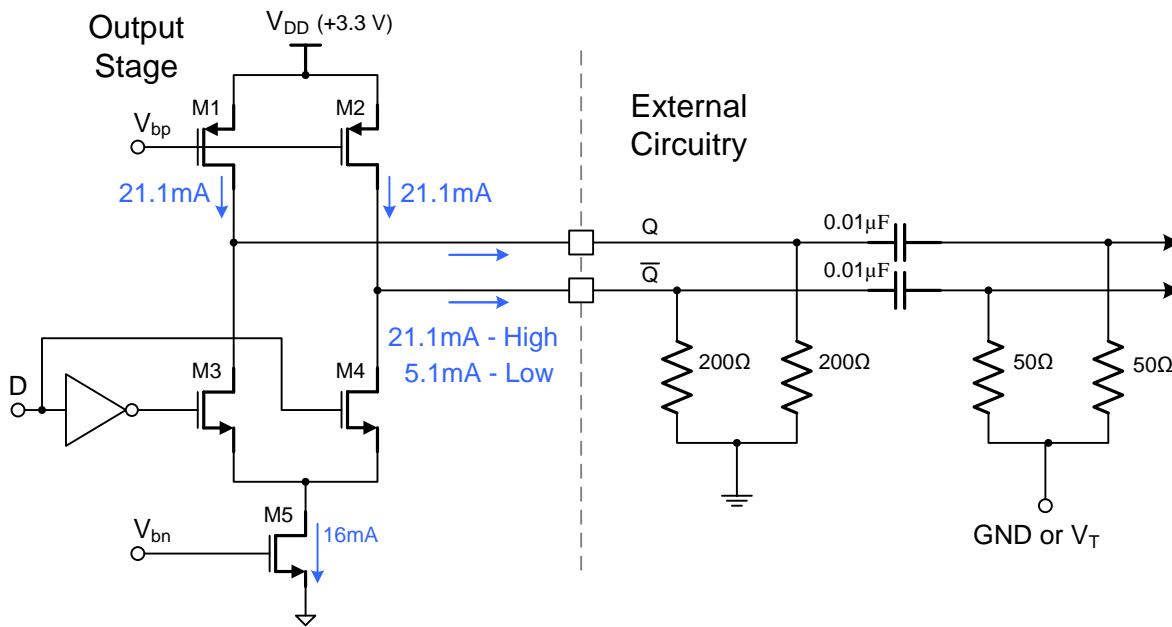 Output
Stage
V_DD (+3.3 V)
M1
M2
V_bp
21.1mA
21.1mA
External
Circuitry
Q
0.01µF
Q̅
0.01µF
21.1mA - High
5.1mA - Low
M3
M4
D
200Ω
200Ω
50Ω
50Ω
M5
V_bn
16mA
GND or V_T